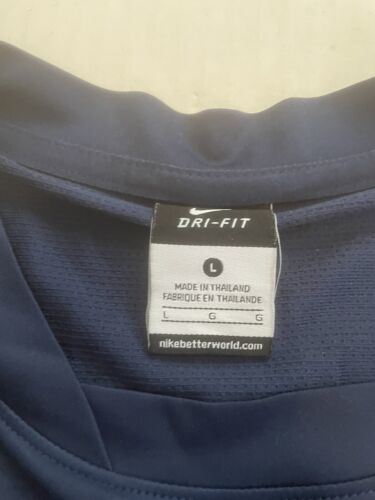 DRI-FIT
L
MADE IN THAILAND
FABRIQUE EN THAILANDE
L G G
nikebetterworld.com